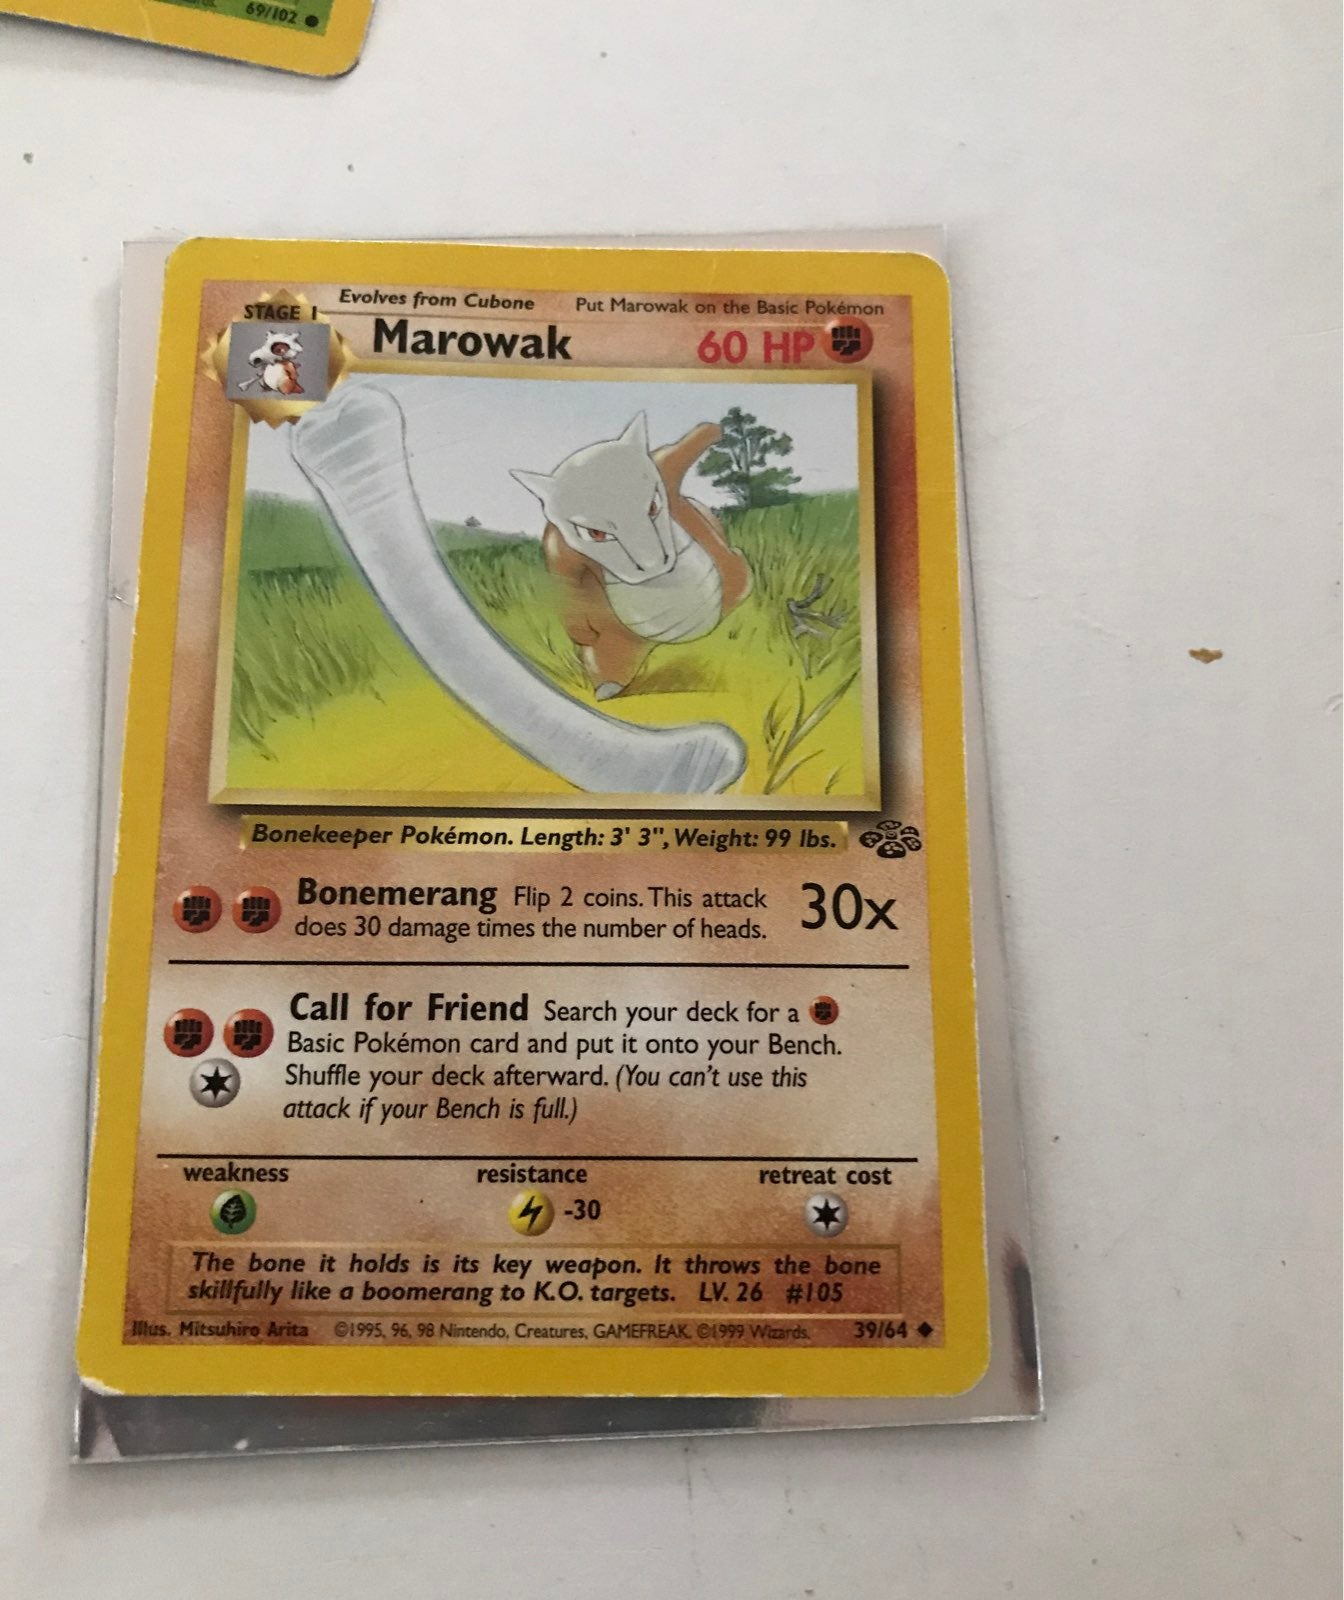 69/102
STAGE 1
Evolves from Cubone Put Marowak on the Basic Pokémon
Marowak 60 HP
Bonekeeper Pokémon. Length: 3' 3", Weight: 99 lbs.
Bonemerang Flip 2 coins. This attack 30x
does 30 damage times the number of heads.
Call for Friend Search your deck for a
Basic Pokémon card and put it onto your Bench.
Shuffle your deck afterward. (You can't use this
attack if your Bench is full.)
weakness resistance retreat cost
-30
The bone it holds is its key weapon. It throws the bone
skillfully like a boomerang to K.O. targets. LV. 26 #105
Illus. Mitsuhiro Arita ©1995, 96, 98 Nintendo, Creatures, GAMEFREAK. ©1999 Wizards. 39/64